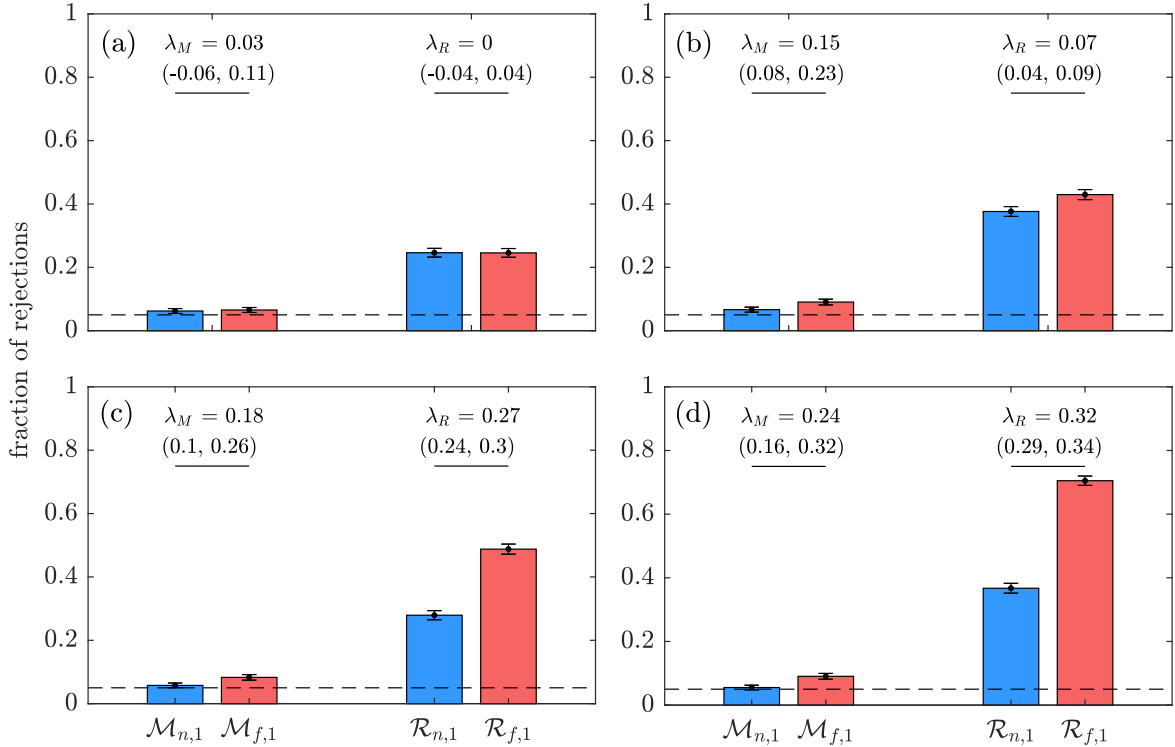 fraction of rejections
(a)
λ_M = 0.03
(-0.06, 0.11)
λ_R = 0
(-0.04, 0.04)
1
0.8
0.6
0.4
0.2
0
(b)
λ_M = 0.15
(0.08, 0.23)
λ_R = 0.07
(0.04, 0.09)
1
0.8
0.6
0.4
0.2
0
(c)
λ_M = 0.18
(0.1, 0.26)
λ_R = 0.27
(0.24, 0.3)
1
0.8
0.6
0.4
0.2
0
ℳ_{n,1} ℳ_{f,1} ℛ_{n,1} ℛ_{f,1}
(d)
λ_M = 0.24
(0.16, 0.32)
λ_R = 0.32
(0.29, 0.34)
1
0.8
0.6
0.4
0.2
0
ℳ_{n,1} ℳ_{f,1} ℛ_{n,1} ℛ_{f,1}